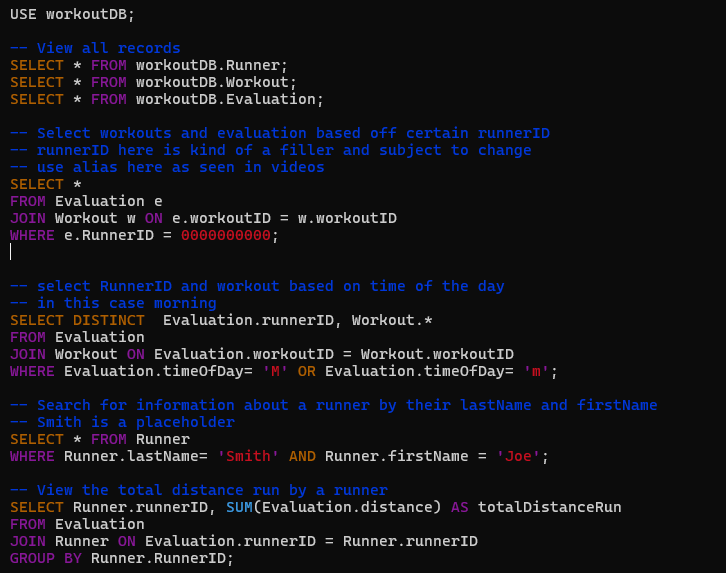 USE workoutDB;
-- View all records
SELECT * FROM workoutDB.Runner;
SELECT * FROM workoutDB.Workout;
SELECT * FROM workoutDB.Evaluation;
-- Select workouts and evaluation based off certain runnerID
-- runnerID here is kind of a filler and subject to change
-- use alias here as seen in videos
SELECT *
FROM Evaluation e
JOIN Workout w ON e.workoutID = w.workoutID
WHERE e.RunnerID = 0000000000;
-- select RunnerID and workout based on time of the day
-- in this case morning
SELECT DISTINCT  Evaluation.runnerID, Workout.*
FROM Evaluation
JOIN Workout ON Evaluation.workoutID = Workout.workoutID
WHERE Evaluation.timeOfDay= 'M' OR Evaluation.timeOfDay= 'm';
-- Search for information about a runner by their lastName and firstName
-- Smith is a placeholder
SELECT * FROM Runner
WHERE Runner.lastName= 'Smith' AND Runner.firstName = 'Joe';
-- View the total distance run by a runner
SELECT Runner.runnerID, SUM(Evaluation.distance) AS totalDistanceRun
FROM Evaluation
JOIN Runner ON Evaluation.runnerID = Runner.runnerID
GROUP BY Runner.RunnerID;